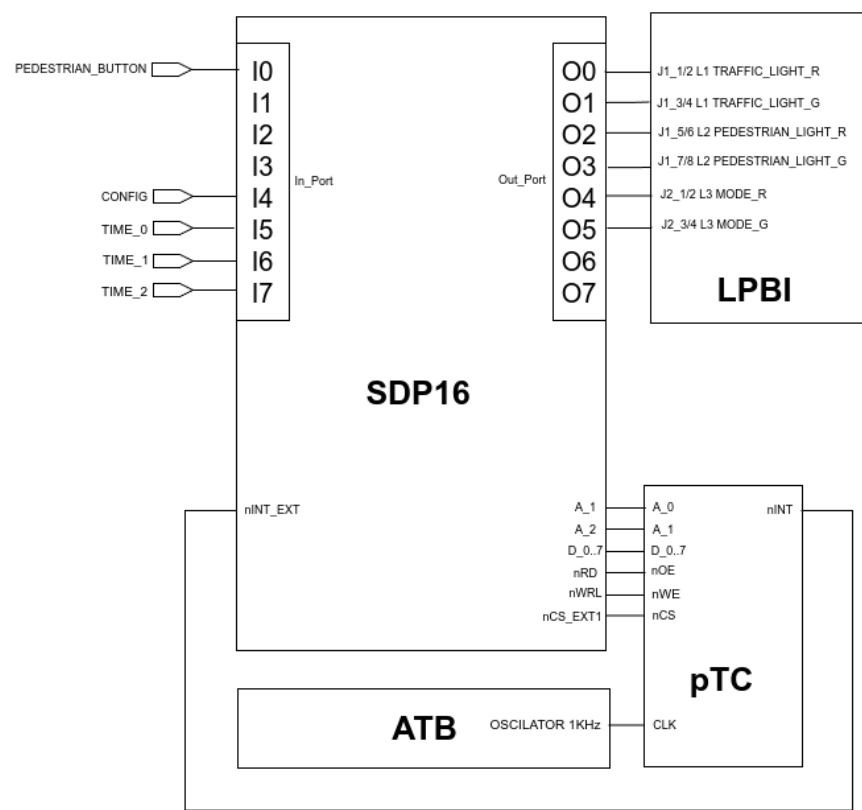 PEDESTRIAN_BUTTON
CONFIG
TIME_0
TIME_1
TIME_2
I0
I1
I2
I3
I4
I5
I6
I7
In_Port
Out_Port
O0
O1
O2
O3
O4
O5
O6
O7
J1_1/2 L1 TRAFFIC_LIGHT_R
J1_3/4 L1 TRAFFIC_LIGHT_G
J1_5/6 L2 PEDESTRIAN_LIGHT_R
J1_7/8 L2 PEDESTRIAN_LIGHT_G
J2_1/2 L3 MODE_R
J2_3/4 L3 MODE_G
LPBI
SDP16
nINT_EXT
A_1
A_2
D_0..7
nRD
nWRL
nCS_EXT1
A_0
A_1
D_0..7
nOE
nWE
nCS
nINT
pTC
CLK
ATB
OSCILATOR 1KHz